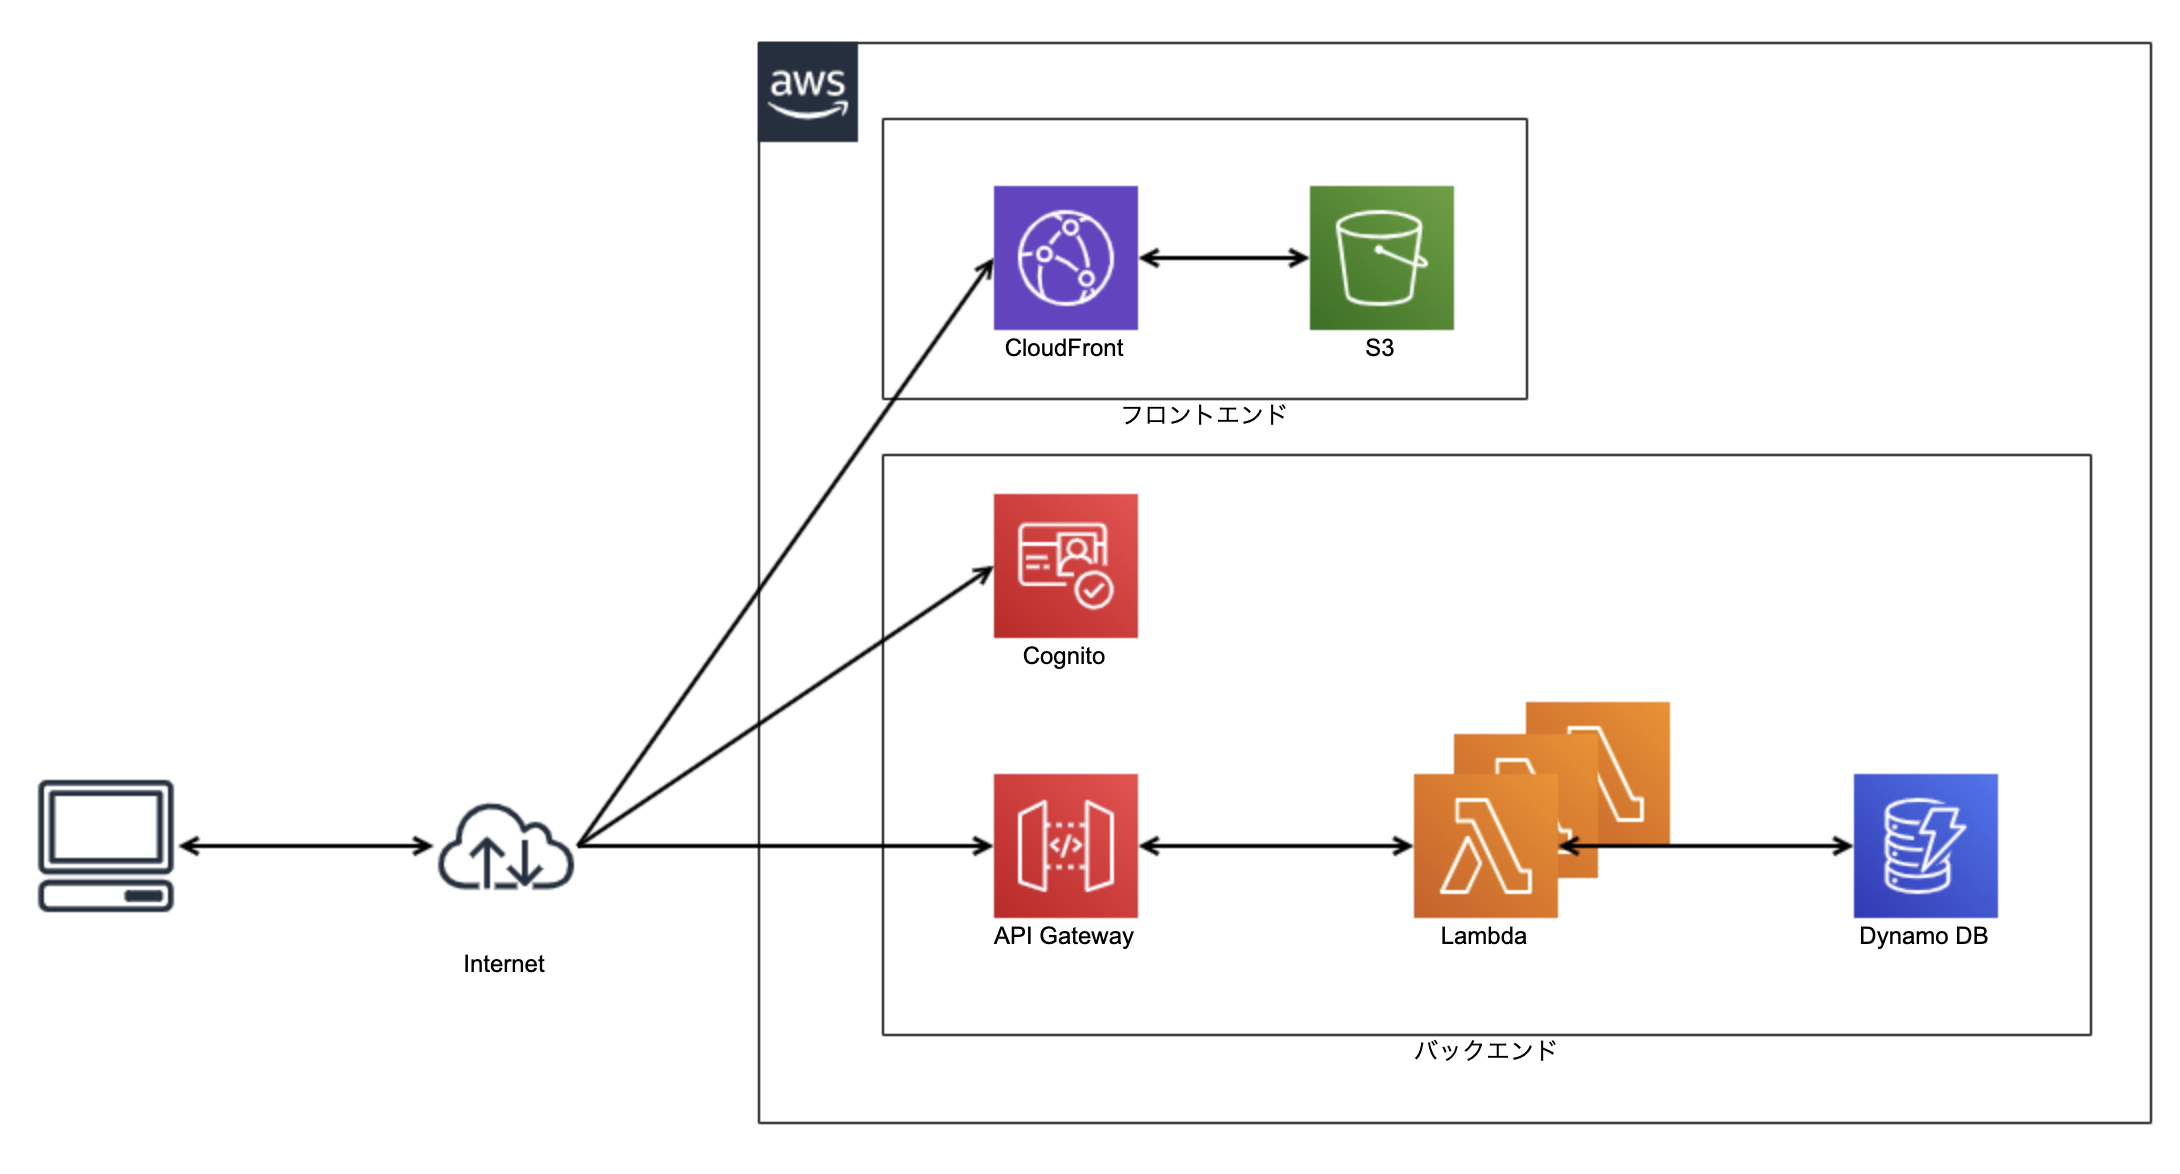 aws
CloudFront
S3
フロントエンド
Cognito
</>
API Gateway
Lambda
Dynamo DB
Internet
バックエンド